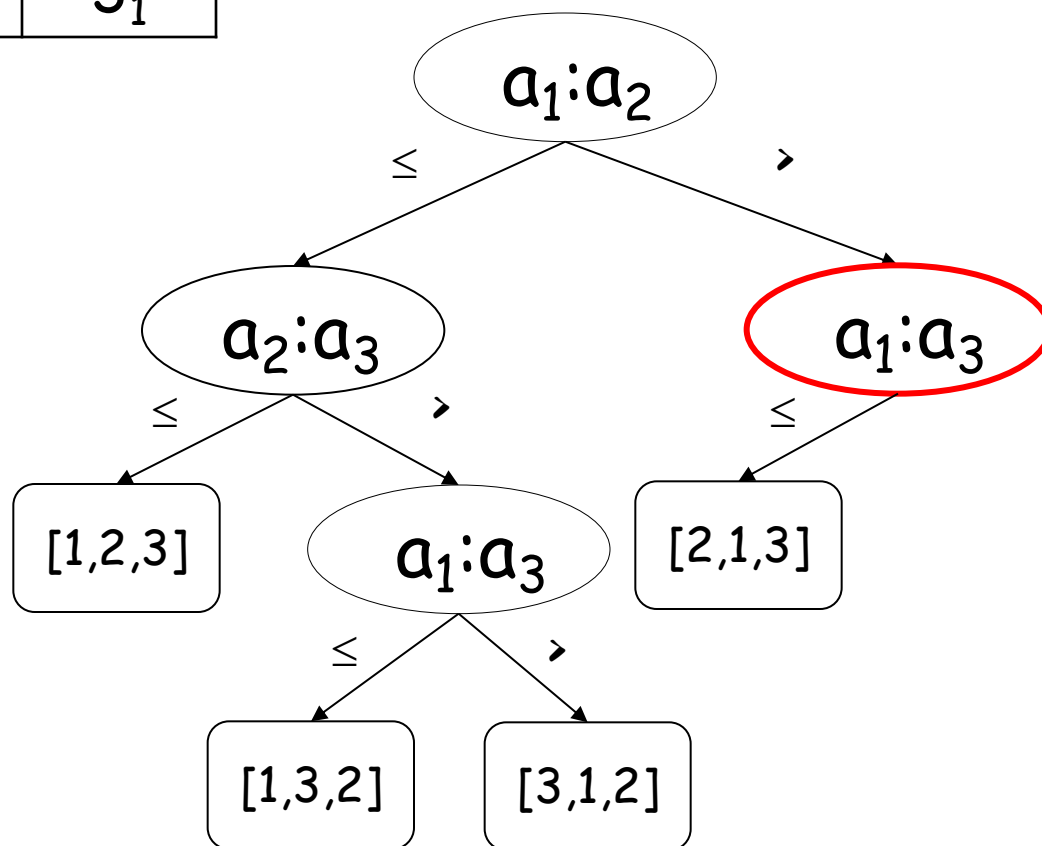 a₁:a₂
≤ >
a₂:a₃ a₁:a₃
≤ > ≤
[1,2,3] a₁:a₃ [2,1,3]
≤ >
[1,3,2] [3,1,2]